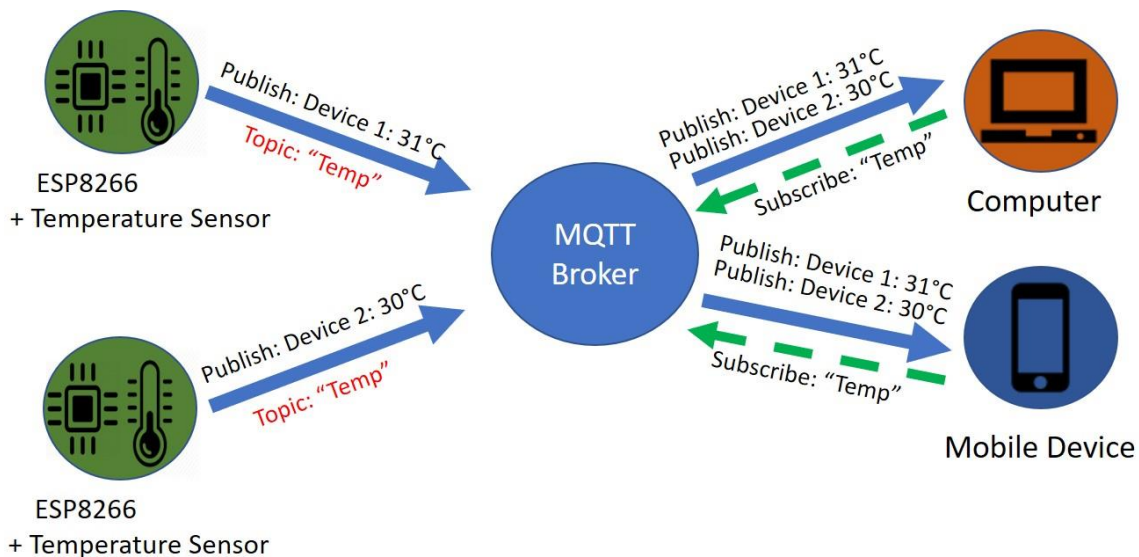 Publish: Device 1: 31°C
Topic: “Temp”
ESP8266
+ Temperature Sensor
Publish: Device 2: 30°C
Topic: “Temp”
ESP8266
+ Temperature Sensor
MQTT
Broker
Publish: Device 1: 31°C
Publish: Device 2: 30°C
Subscribe: “Temp”
Computer
Publish: Device 1: 31°C
Publish: Device 2: 30°C
Subscribe: “Temp”
Mobile Device